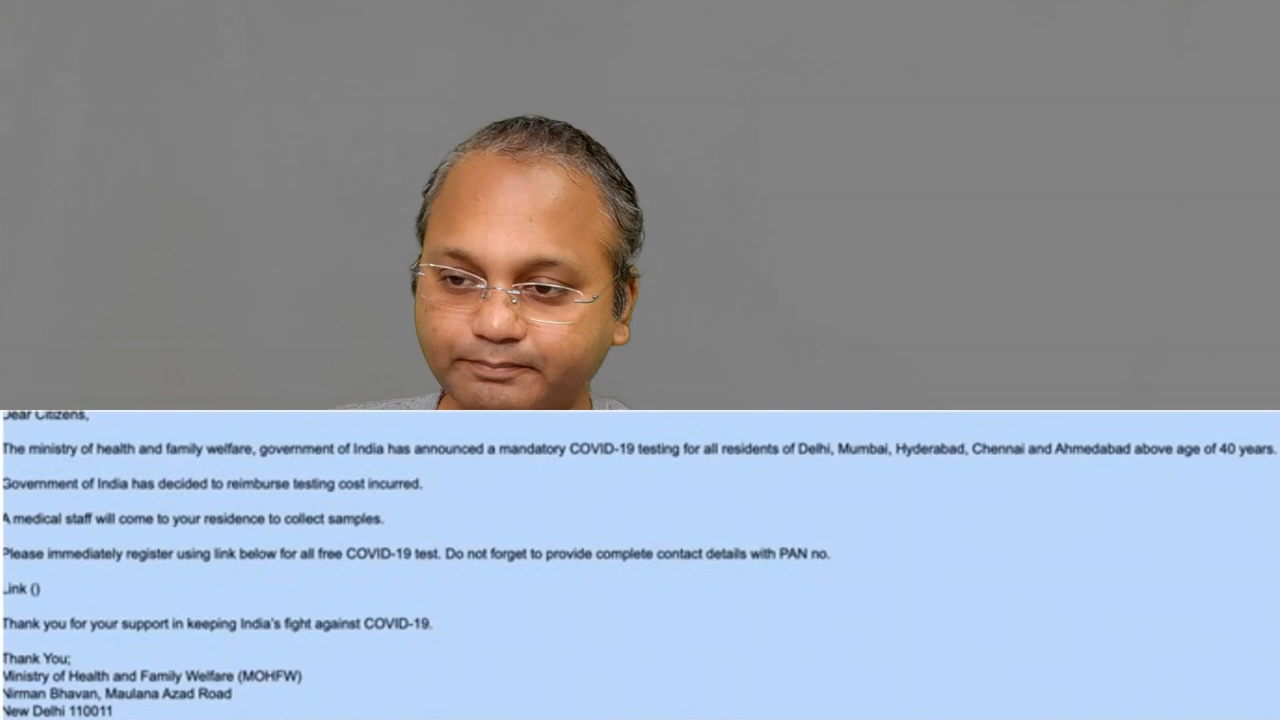 Dear Citizens,
The ministry of health and family welfare, government of India has announced a mandatory COVID-19 testing for all residents of Delhi, Mumbai, Hyderabad, Chennai and Ahmedabad above age of 40 years.
Government of India has decided to reimburse testing cost incurred.
A medical staff will come to your residence to collect samples.
Please immediately register using link below for all free COVID-19 test. Do not forget to provide complete contact details with PAN no.
Link ()
Thank you for your support in keeping India's fight against COVID-19.
Thank You;
Ministry of Health and Family Welfare (MOHFW)
Nirman Bhavan, Maulana Azad Road
New Delhi 110011